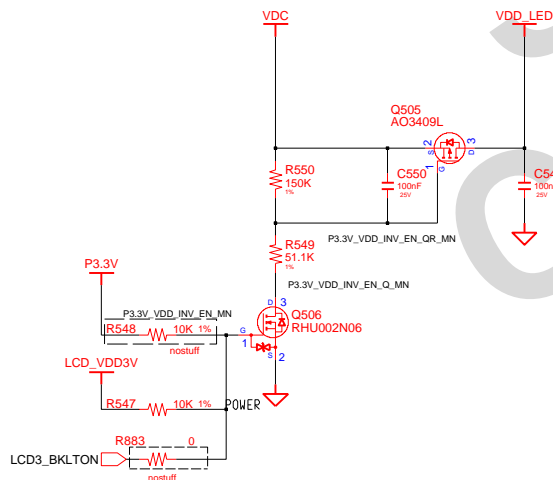 VDC
VDD_LED
Q505
AO3409L
2
3
S
D
1
G
R550
150K
1%
C550
100nF
25V
C54
100n
25V
P3.3V_VDD_INV_EN_QR_MN
R549
51.1K
1%
P3.3V
P3.3V_VDD_INV_EN_Q_MN
P3.3V_VDD_INV_EN_MN
D
3
Q506
RHU002N06
R548
10K
1%
G
1
S
2
nostuff
LCD_VDD3V
R547
10K
1%
POWER
R883
0
LCD3_BKLTON
nostuff